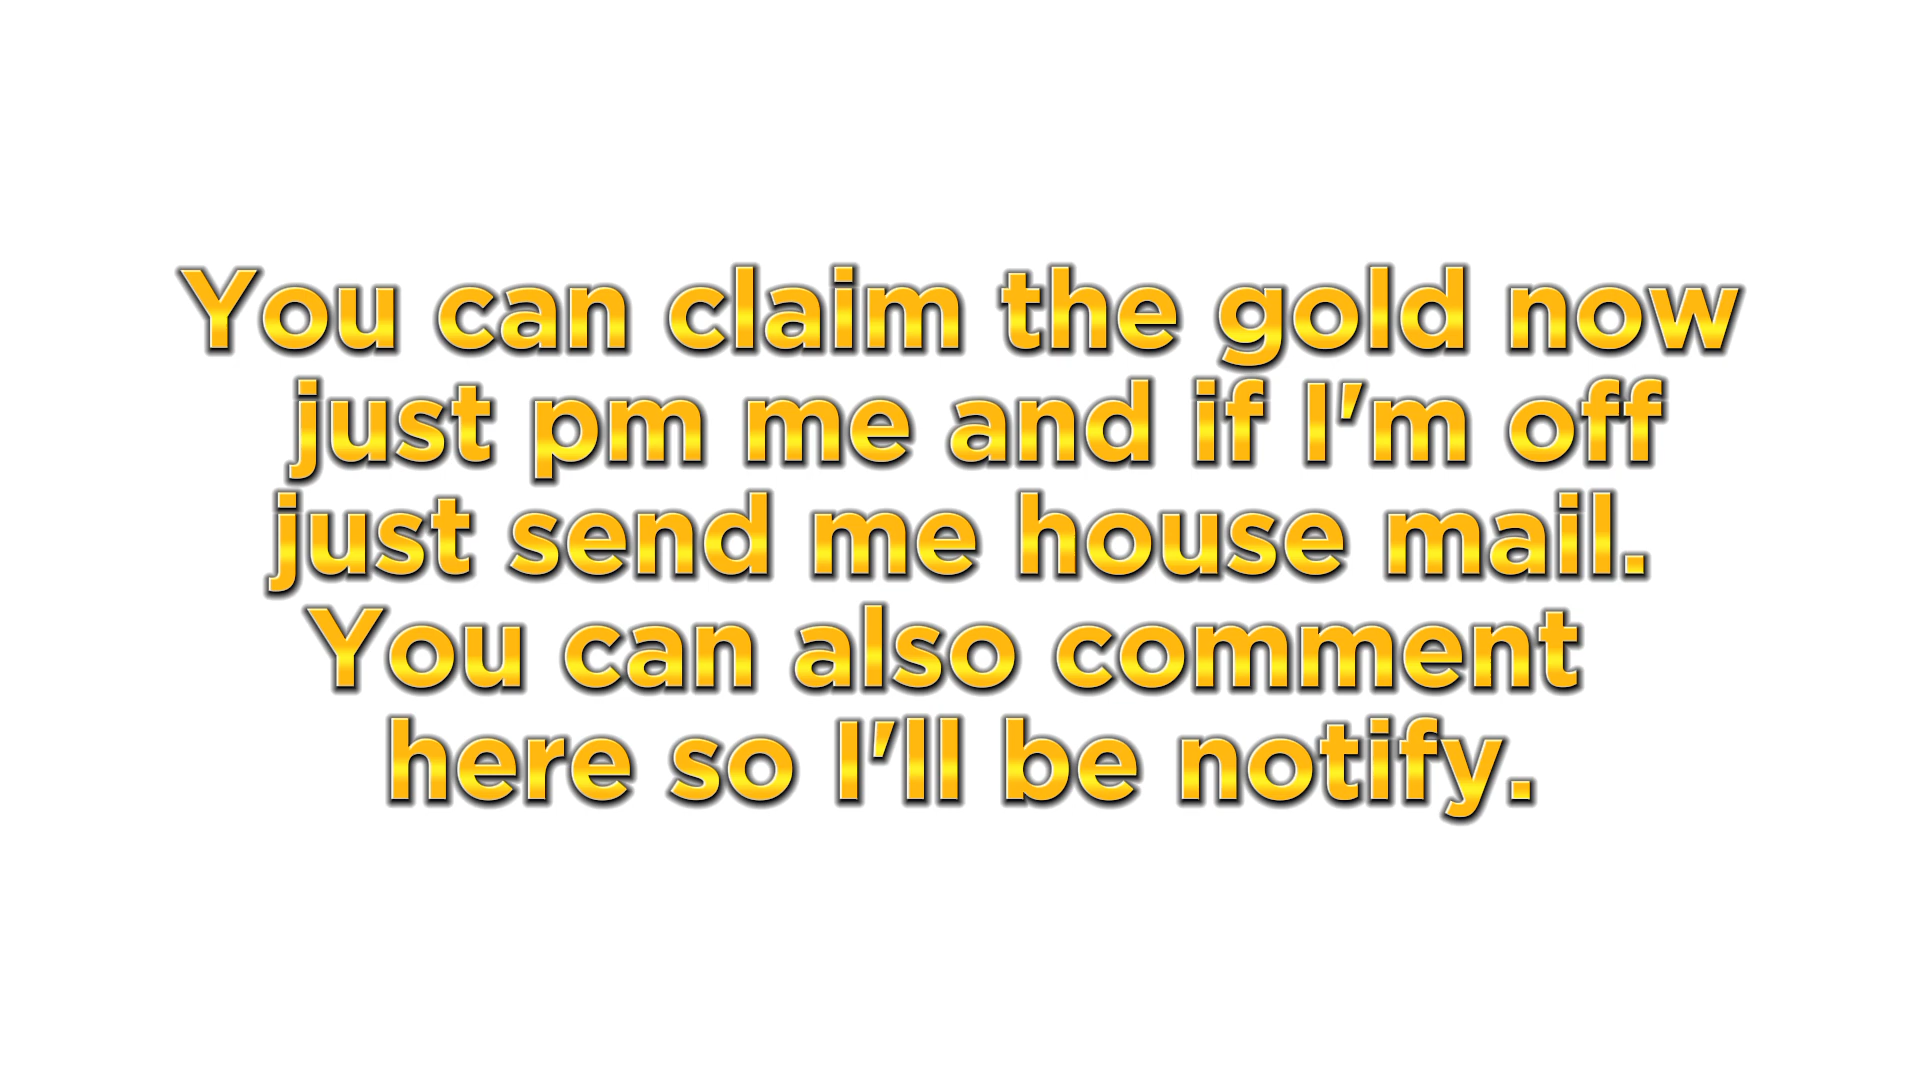 You can claim the gold now
just pm me and if I'm off
just send me house mail.
You can also comment
here so I'll be notify.